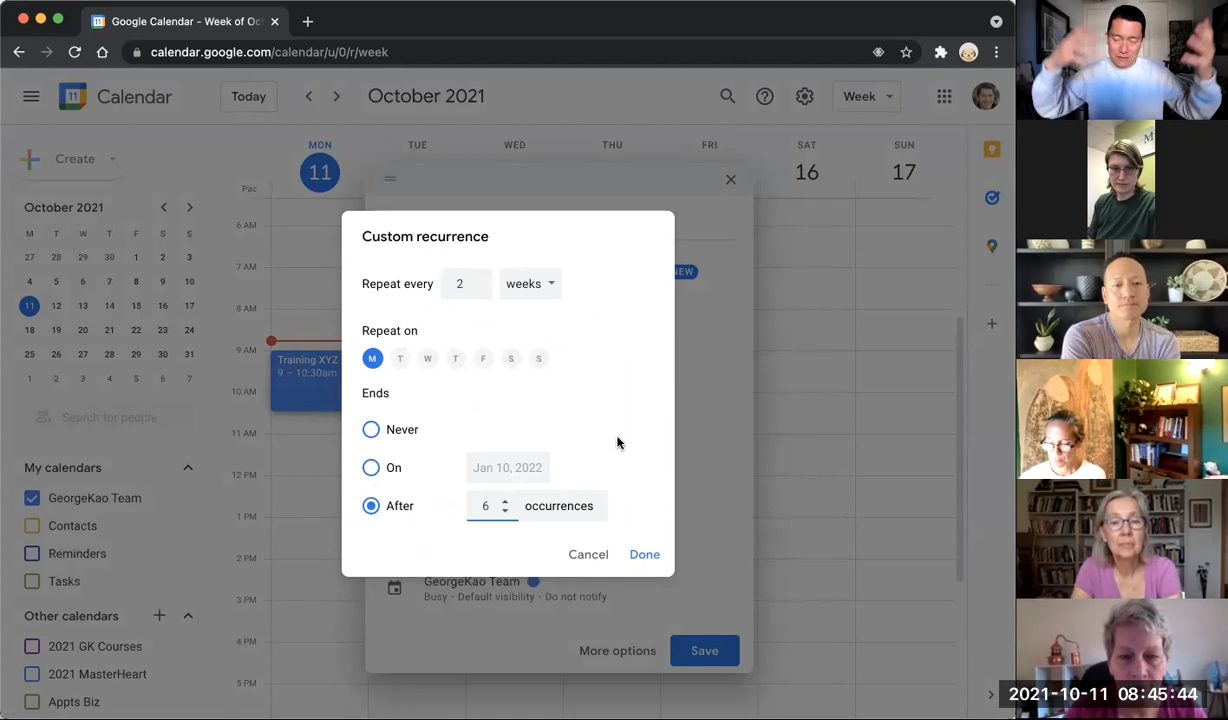 Google Calendar - Week of Oc
calendar.google.com/calendar/u/0/r/week
11 Calendar Today October 2021 Week
Create
MON TUE WED THU FRI SAT SUN
11 16 17
Pac
October 2021
M T W T F S S
27 28 29 30 1 2 3
4 5 6 7 8 9 10
11 12 13 14 15 16 17
18 19 20 21 22 23 24
25 26 27 28 29 30 31
1 2 3 4 5 6 7
Search for people
My calendars
GeorgeKao Team
Contacts
Reminders
Tasks
Other calendars
2021 GK Courses
2021 MasterHeart
Appts Biz
6 AM
7 AM
8 AM
9 AM
10 AM
11 AM
12 PM
1 PM
2 PM
3 PM
4 PM
5 PM
Training XYZ
9 – 10:30am
NEW
Custom recurrence
Repeat every 2 weeks
Repeat on
M T W T F S S
Ends
Never
On Jan 10, 2022
After 6 occurrences
Cancel Done
GeorgeKao Team
Busy · Default visibility · Do not notify
More options Save
2021-10-11 08:45:44